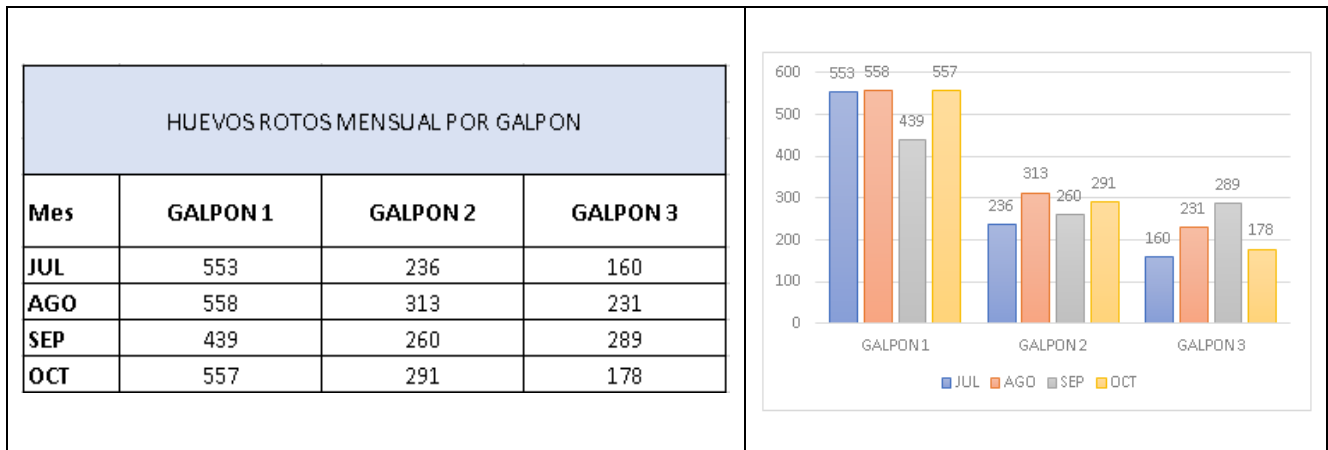 HUEVOS ROTOS MENSUAL POR GALPON
Mes GALPON 1 GALPON 2 GALPON 3
JUL 553 236 160
AGO 558 313 231
SEP 439 260 289
OCT 557 291 178
600
500
400
300
200
100
0
553 558 439 557
236 313 260 291
160 231 289 178
GALPON 1 GALPON 2 GALPON 3
JUL AGO SEP OCT